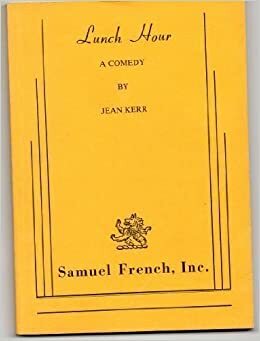 Lunch Hour
A COMEDY
BY
JEAN KERR
Samuel French, Inc.